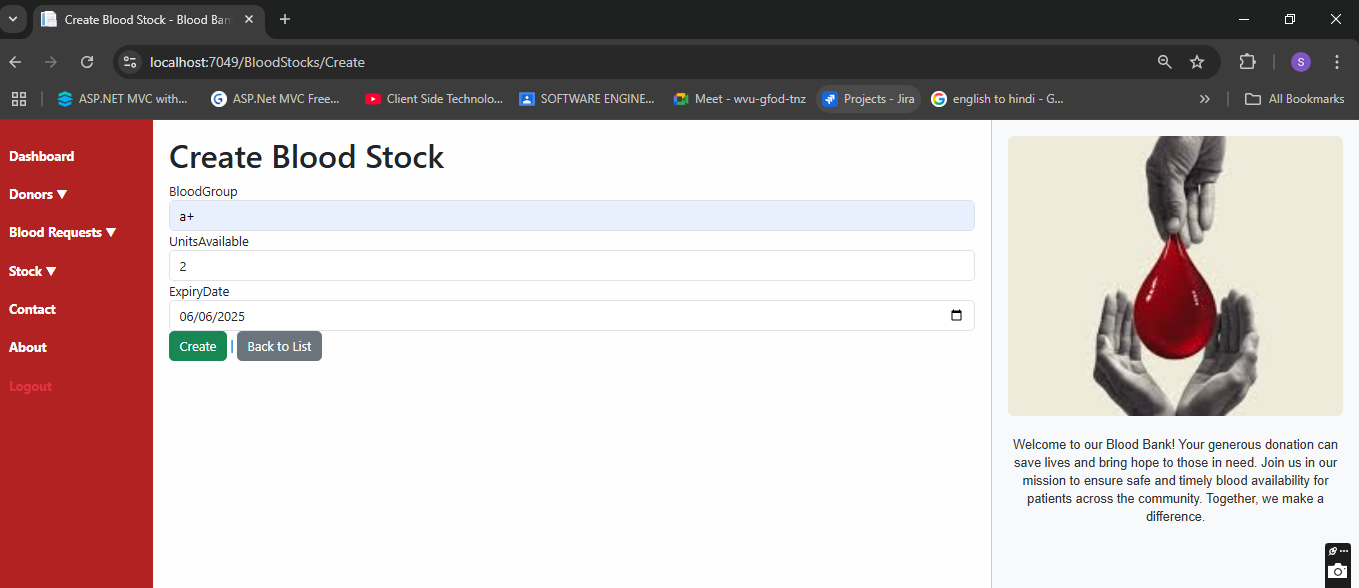 Create Blood Stock - Blood Ban
localhost:7049/BloodStocks/Create
S
ASP.NET MVC with...
ASP.Net MVC Free...
Client Side Technolo...
SOFTWARE ENGINE...
Meet - wvu-gfod-tnz
Projects - Jira
english to hindi - G...
All Bookmarks
Dashboard
Donors ▼
Blood Requests ▼
Stock ▼
Contact
About
Logout
Create Blood Stock
BloodGroup
a+
UnitsAvailable
2
ExpiryDate
06/06/2025
Create | Back to List
Welcome to our Blood Bank! Your generous donation can
save lives and bring hope to those in need. Join us in our
mission to ensure safe and timely blood availability for
patients across the community. Together, we make a
difference.